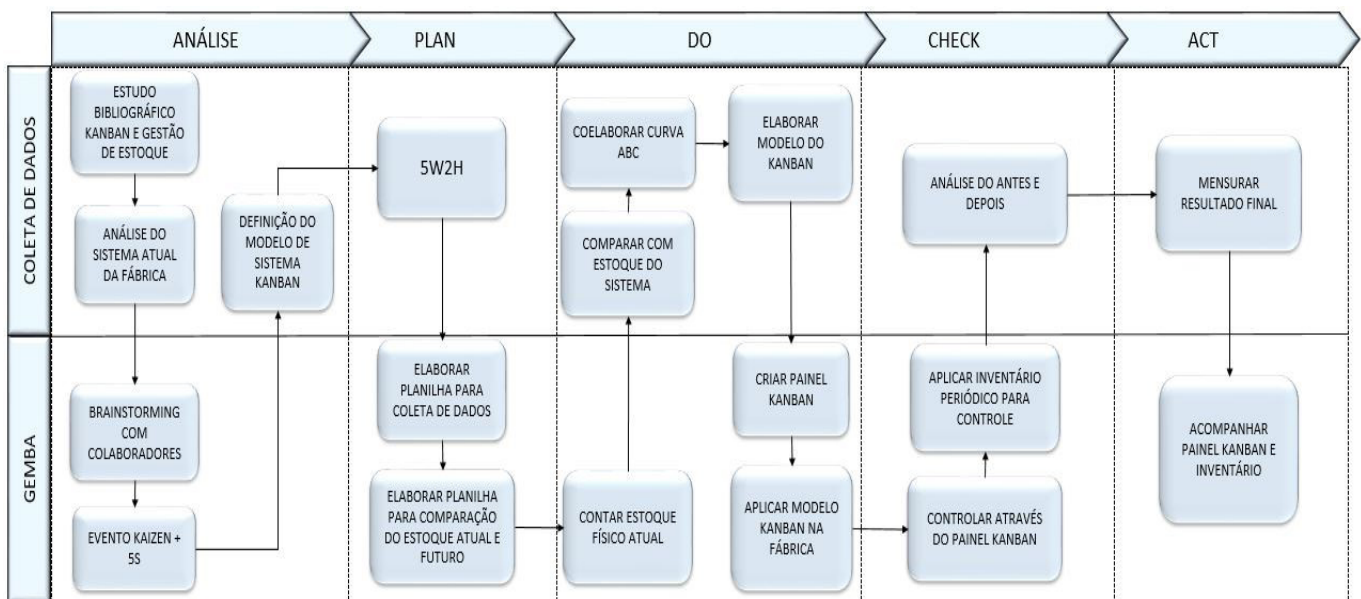 ANÁLISE
PLAN
DO
CHECK
ACT
COLETA DE DADOS
ESTUDO
BIBLIOGRÁFICO
KANBAN E GESTÃO
DE ESTOQUE
ANÁLISE DO
SISTEMA ATUAL
DA FÁBRICA
DEFINIÇÃO DO
MODELO DE
SISTEMA
KANBAN
5W2H
COELABORAR CURVA
ABC
COMPARAR COM
ESTOQUE DO
SISTEMA
ELABORAR
MODELO DO
KANBAN
ANÁLISE DO ANTES E
DEPOIS
MENSURAR
RESULTADO FINAL
GEMBA
BRAINSTORMING
COM
COLABORADORES
EVENTO KAIZEN +
5S
ELABORAR
PLANILHA PARA
COLETA DE DADOS
ELABORAR PLANILHA
PARA COMPARAÇÃO
DO ESTOQUE ATUAL E
FUTURO
CONTAR ESTOQUE
FÍSICO ATUAL
CRIAR PAINEL
KANBAN
APLICAR MODELO
KANBAN NA
FÁBRICA
APLICAR INVENTÁRIO
PERIÓDICO PARA
CONTROLE
CONTROLAR ATRAVÉS
DO PAINEL KANBAN
ACOMPANHAR
PAINEL KANBAN E
INVENTÁRIO